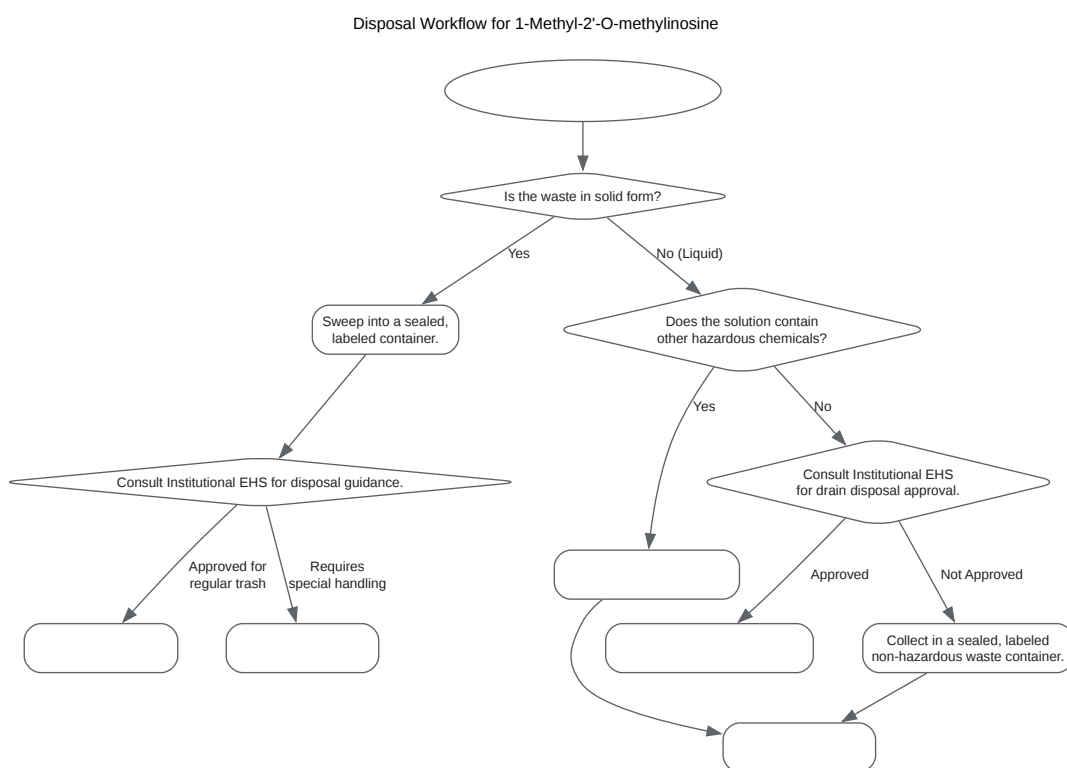 Disposal Workflow for 1-Methyl-2'-O-methylinosine
Is the waste in solid form?
Yes
No (Liquid)
Sweep into a sealed,
labeled container.
Does the solution contain
other hazardous chemicals?
Yes
No
Consult Institutional EHS for disposal guidance.
Consult Institutional EHS
for drain disposal approval.
Approved for
regular trash
Requires
special handling
Approved
Not Approved
Collect in a sealed, labeled
non-hazardous waste container.